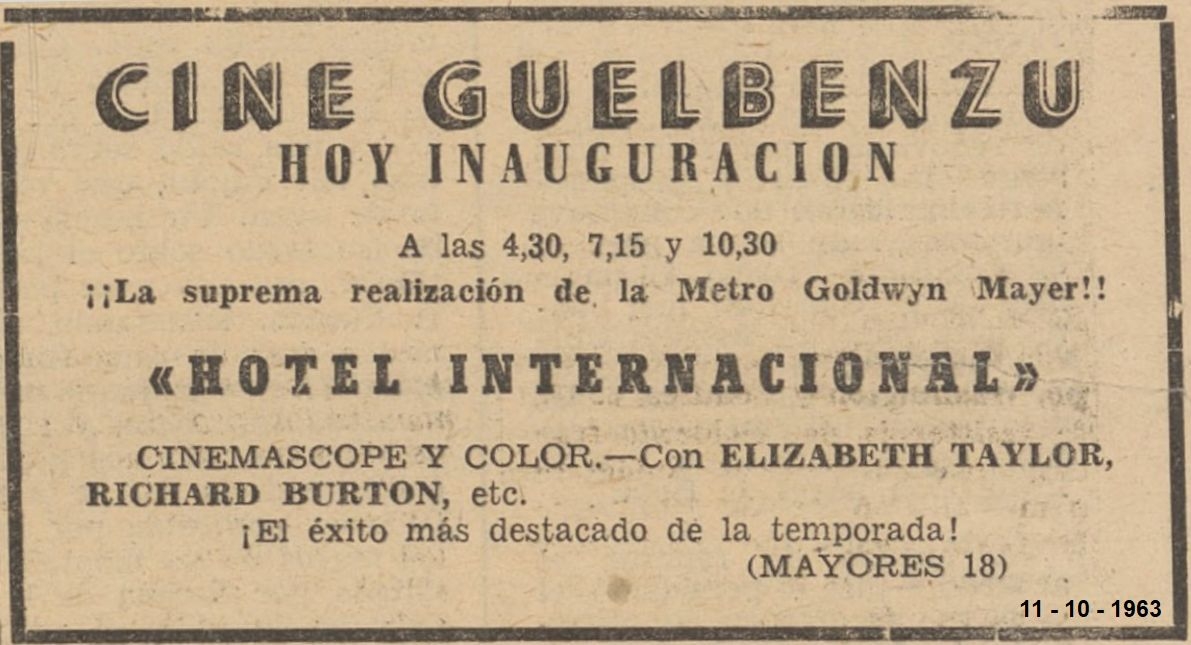 CINE GUELBENZU
HOY INAUGURACION
A las 4,30, 7,15 y 10,30
¡¡La suprema realización de la Metro Goldwyn Mayer!!
«HOTEL INTERNACIONAL»
CINEMASCOPE Y COLOR.—Con ELIZABETH TAYLOR,
RICHARD BURTON, etc.
¡El éxito más destacado de la temporada!
(MAYORES 18)
11 - 10 - 1963